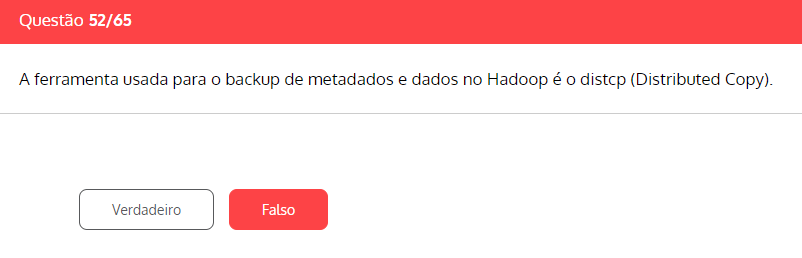 Questão 52/65
A ferramenta usada para o backup de metadados e dados no Hadoop é o distcp (Distributed Copy).
Verdadeiro
Falso